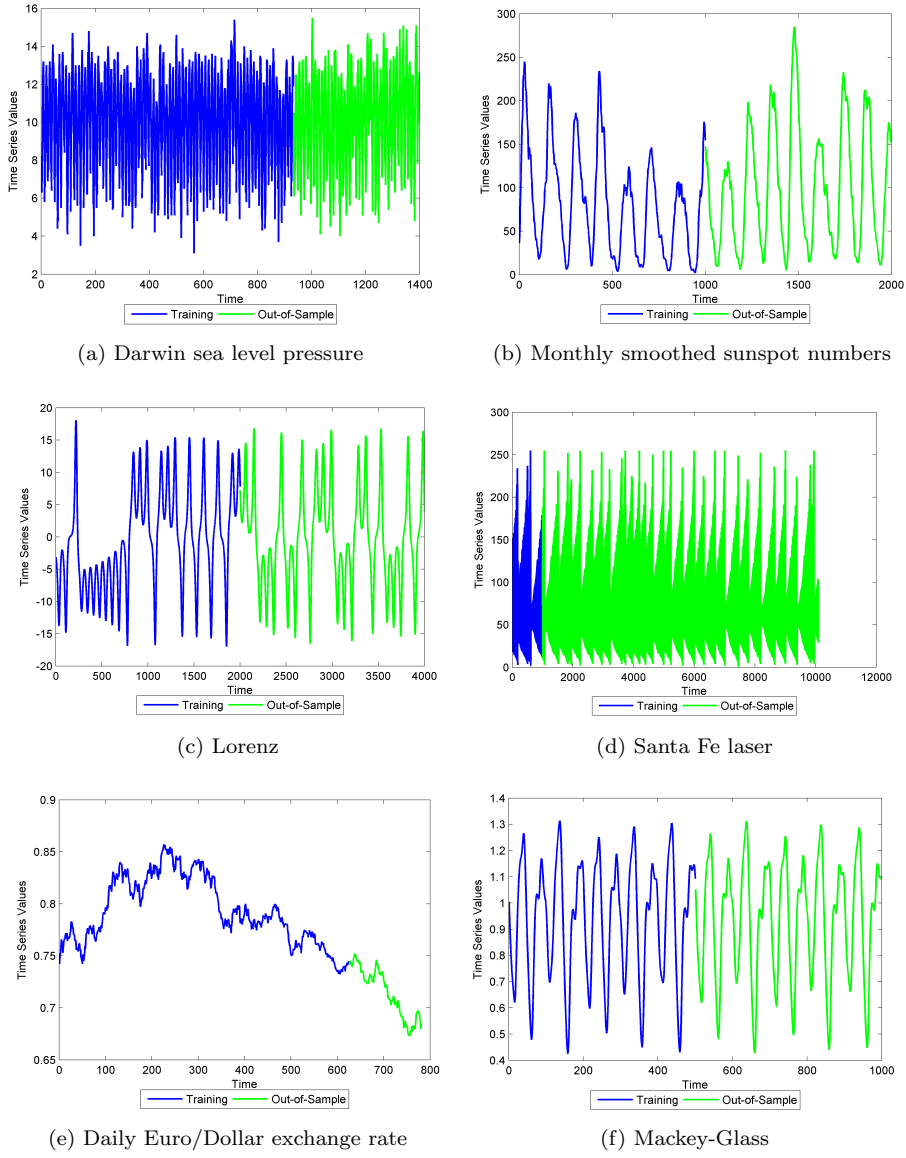 16
14
12
10
8
6
4
2
Time Series Values
0 200 400 600 800 1000 1200 1400
Time
Training Out-of-Sample
(a) Darwin sea level pressure
300
250
200
150
100
50
0
Time Series Values
0 500 1000 1500 2000
Time
Training Out-of-Sample
(b) Monthly smoothed sunspot numbers
20
15
10
5
0
-5
-10
-15
-20
Time Series Values
0 500 1000 1500 2000 2500 3000 3500 4000
Time
Training Out-of-Sample
(c) Lorenz
300
250
200
150
100
50
0
Time Series Values
0 2000 4000 6000 8000 10000 12000
Time
Training Out-of-Sample
(d) Santa Fe laser
0.9
0.85
0.8
0.75
0.7
0.65
Time Series Values
0 100 200 300 400 500 600 700 800
Time
Training Out-of-Sample
(e) Daily Euro/Dollar exchange rate
1.4
1.3
1.2
1.1
1
0.9
0.8
0.7
0.6
0.5
0.4
Time Series Values
0 200 400 600 800 1000
Time
Training Out-of-Sample
(f) Mackey-Glass